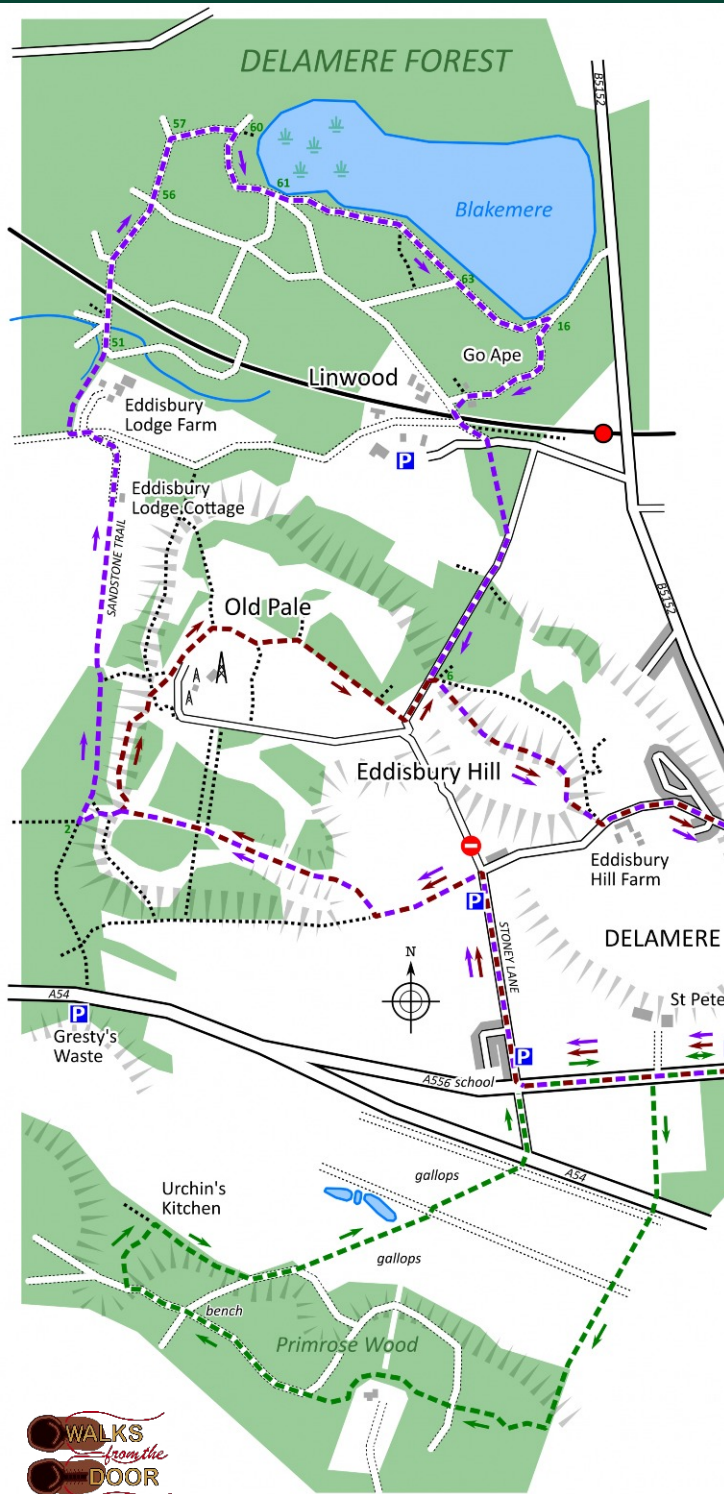 DELAMERE FOREST
B5152
57
60
61
56
Blakemere
63
16
51
Go Ape
Linwood
Eddisbury
Lodge Farm
P
Eddisbury
Lodge Cottage
SANDSTONE TRAIL
B5152
Old Pale
6
Eddisbury Hill
2
Eddisbury
Hill Farm
P
STONEY LANE
DELAMERE
N
St Pete
A54
P
Gresty's
Waste
P
A556 school
A54
gallops
Urchin's
Kitchen
gallops
bench
Primrose Wood
WALKS
from the
DOOR